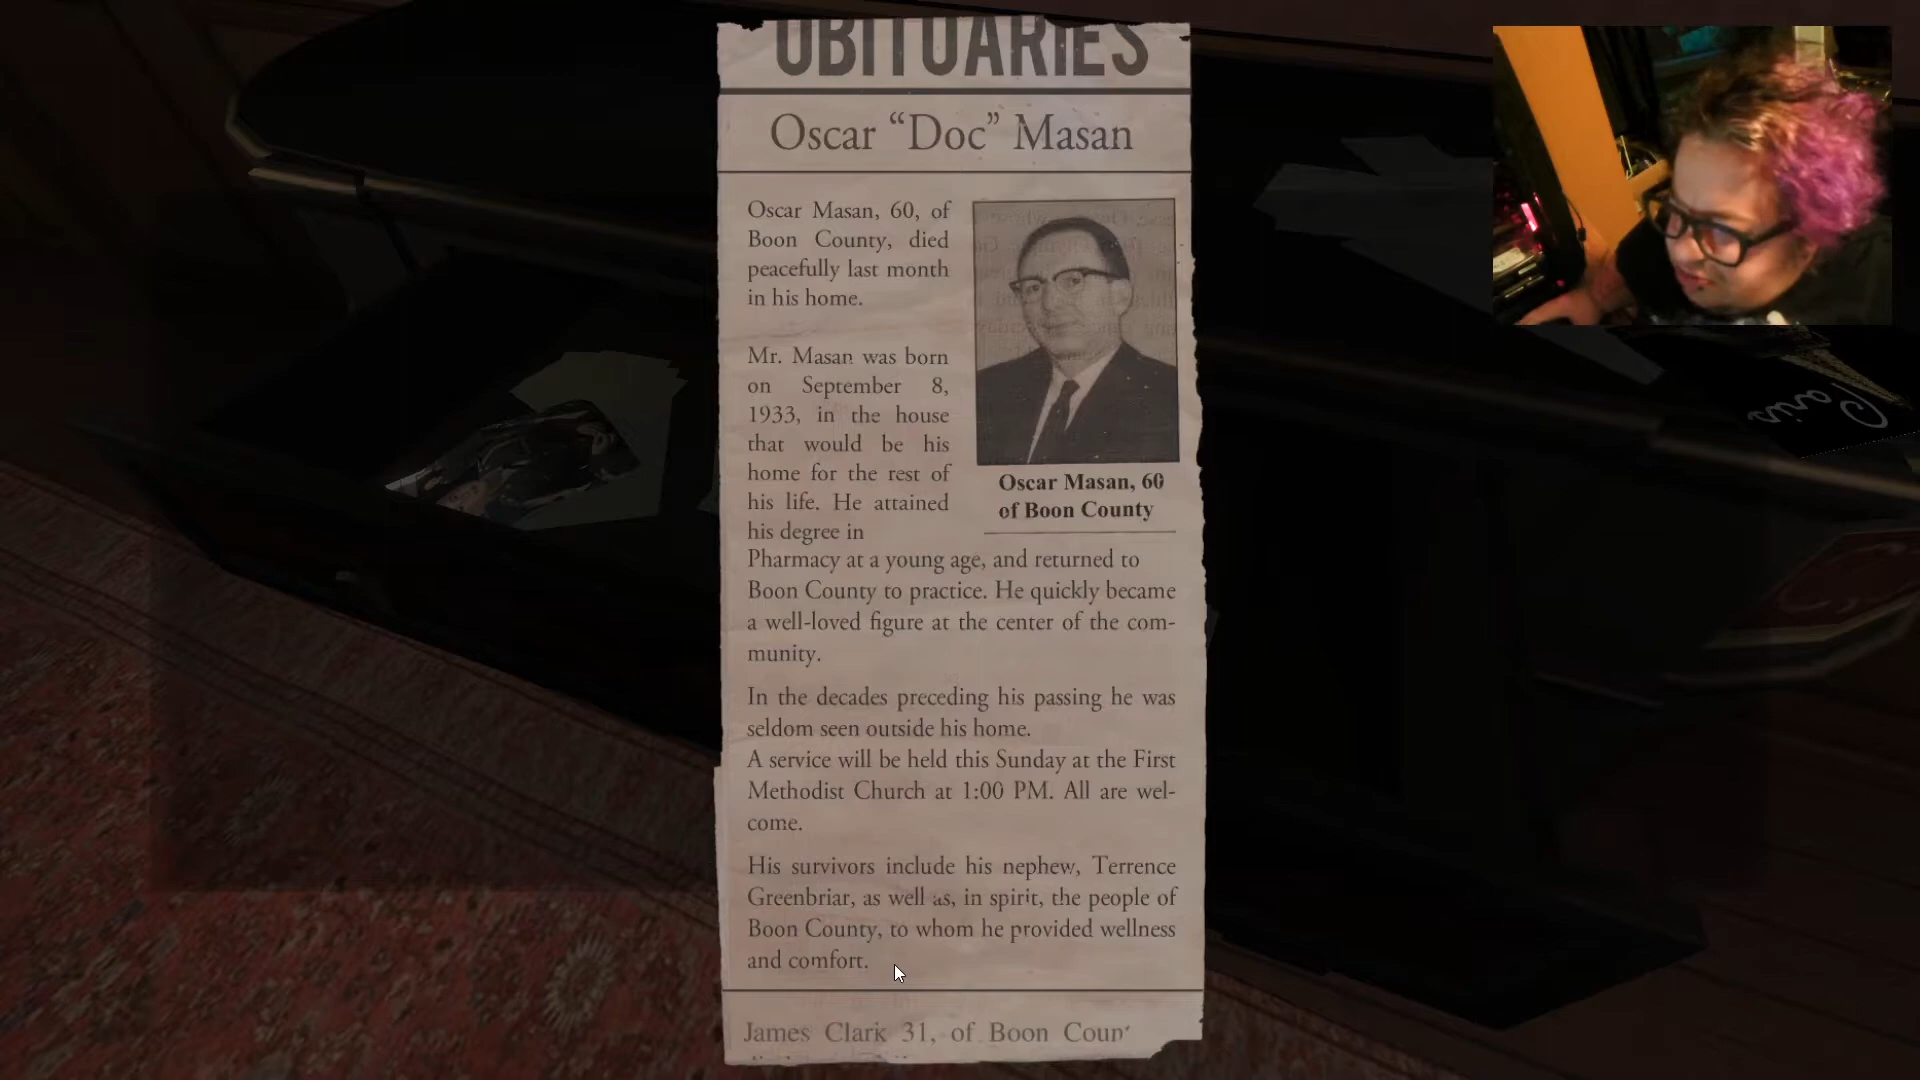 OBITUARIES
Oscar “Doc” Masan
Oscar Masan, 60, of
Boon County, died
peacefully last month
in his home.
Mr. Masan was born
on September 8,
1933, in the house
that would be his
home for the rest of
his life. He attained
his degree in
Oscar Masan, 60
of Boon County
Pharmacy at a young age, and returned to
Boon County to practice. He quickly became
a well-loved figure at the center of the com-
munity.
In the decades preceding his passing he was
seldom seen outside his home.
A service will be held this Sunday at the First
Methodist Church at 1:00 PM. All are wel-
come.
His survivors include his nephew, Terrence
Greenbriar, as well as, in spirit, the people of
Boon County, to whom he provided wellness
and comfort.
James Clark 31, of Boon
Paris